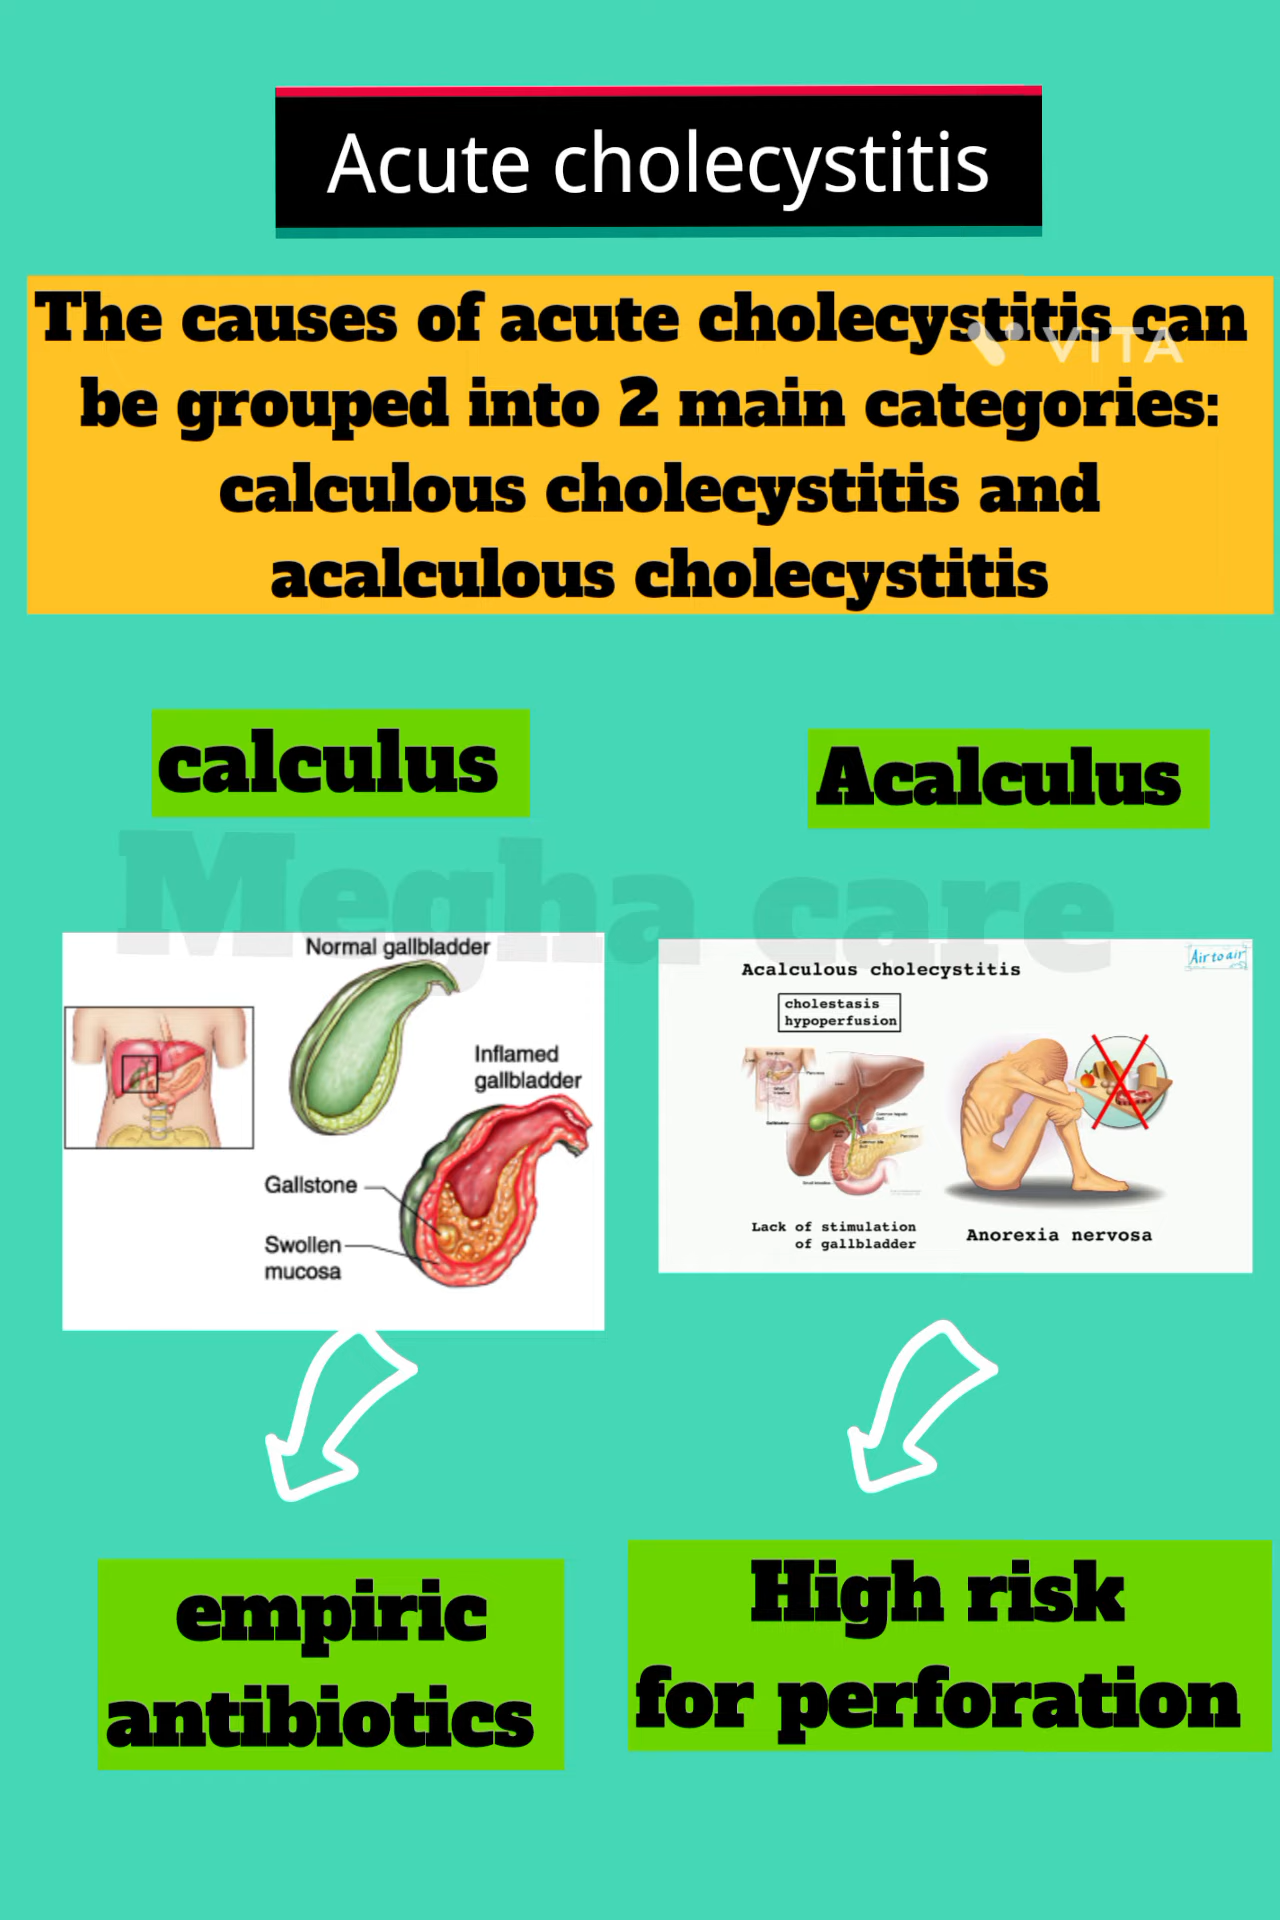 Acute cholecystitis
The causes of acute cholecystitis can
be grouped into 2 main categories:
calculous cholecystitis and
acalculous cholecystitis
VITA
calculus
Acalculus
Megha care
Normal gallbladder
Inflamed
gallbladder
Gallstone
Swollen
mucosa
Acalculous cholecystitis
Air to air
cholestasis
hypoperfusion
Lack of stimulation
of gallbladder
Anorexia nervosa
empiric
antibiotics
High risk
for perforation